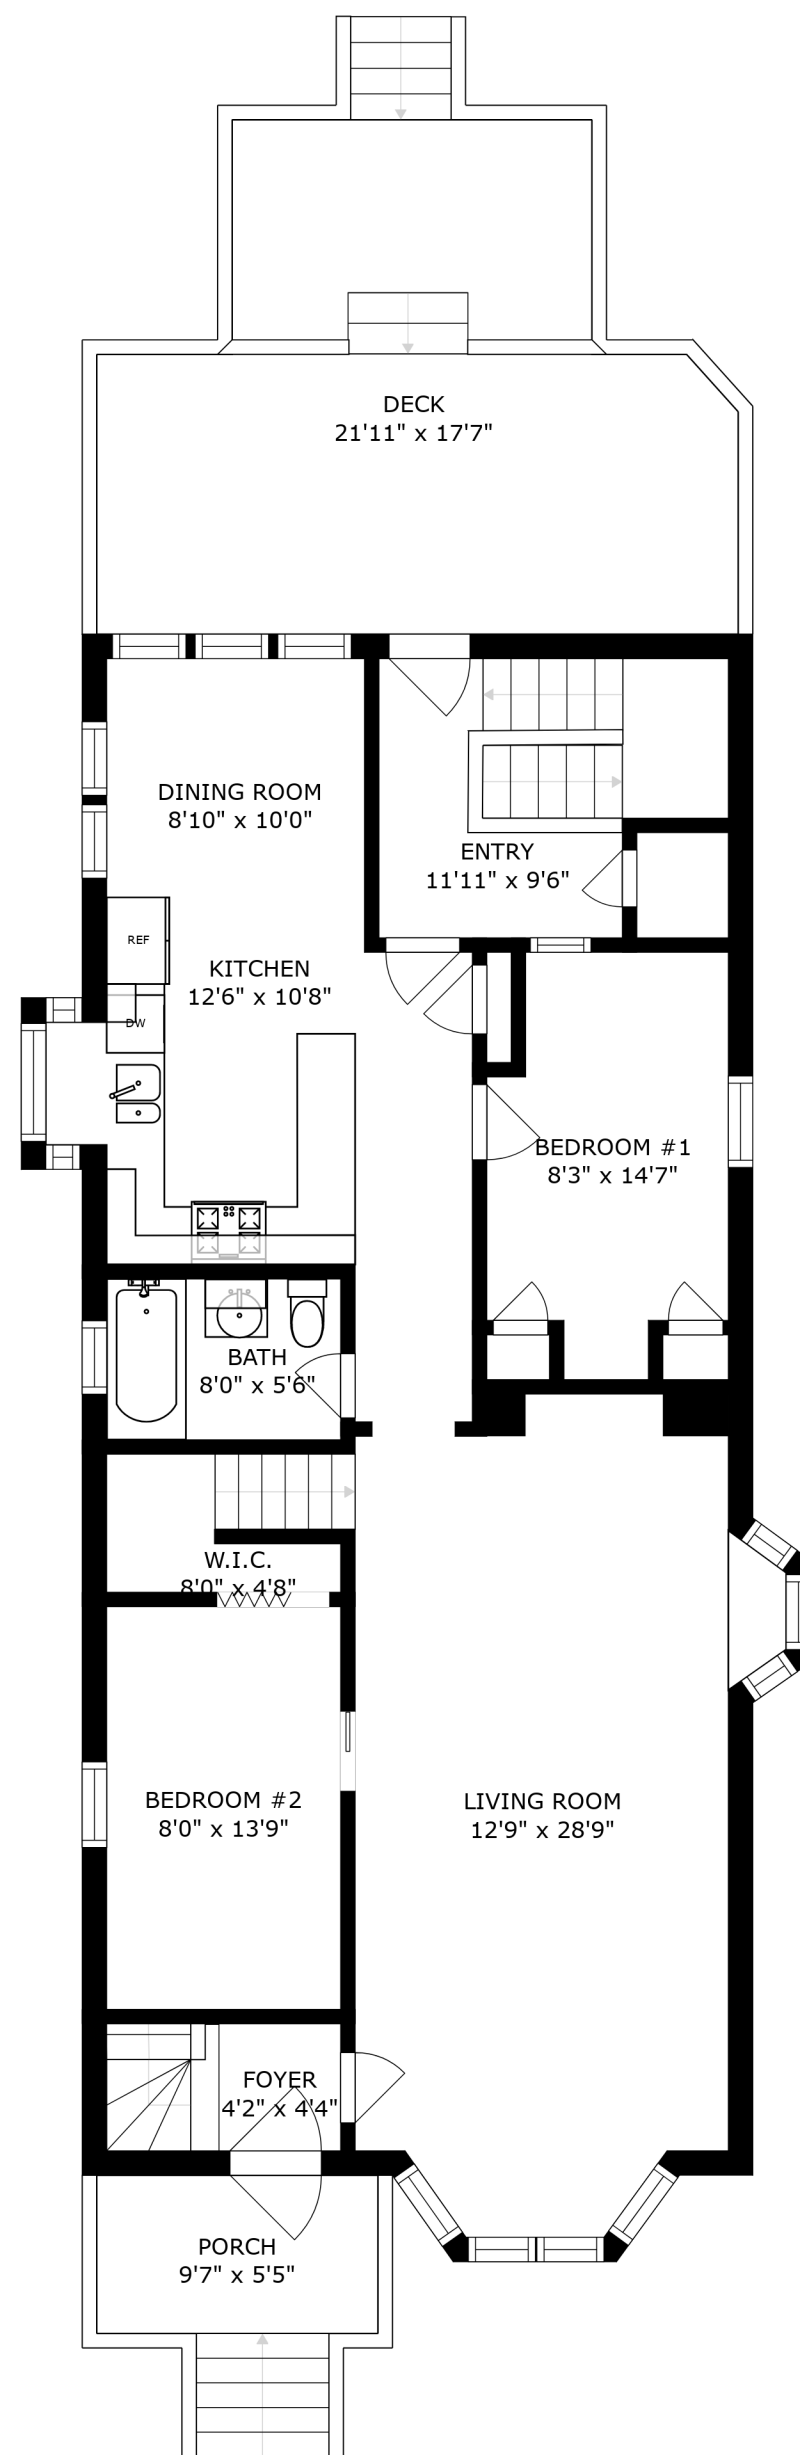 DECK
21'11" x 17'7"
DINING ROOM
8'10" x 10'0"
ENTRY
11'11" x 9'6"
REF
KITCHEN
12'6" x 10'8"
DW
BEDROOM #1
8'3" x 14'7"
BATH
8'0" x 5'6"
W.I.C.
8'0" x 4'8"
BEDROOM #2
8'0" x 13'9"
LIVING ROOM
12'9" x 28'9"
FOYER
4'2" x 4'4"
PORCH
9'7" x 5'5"